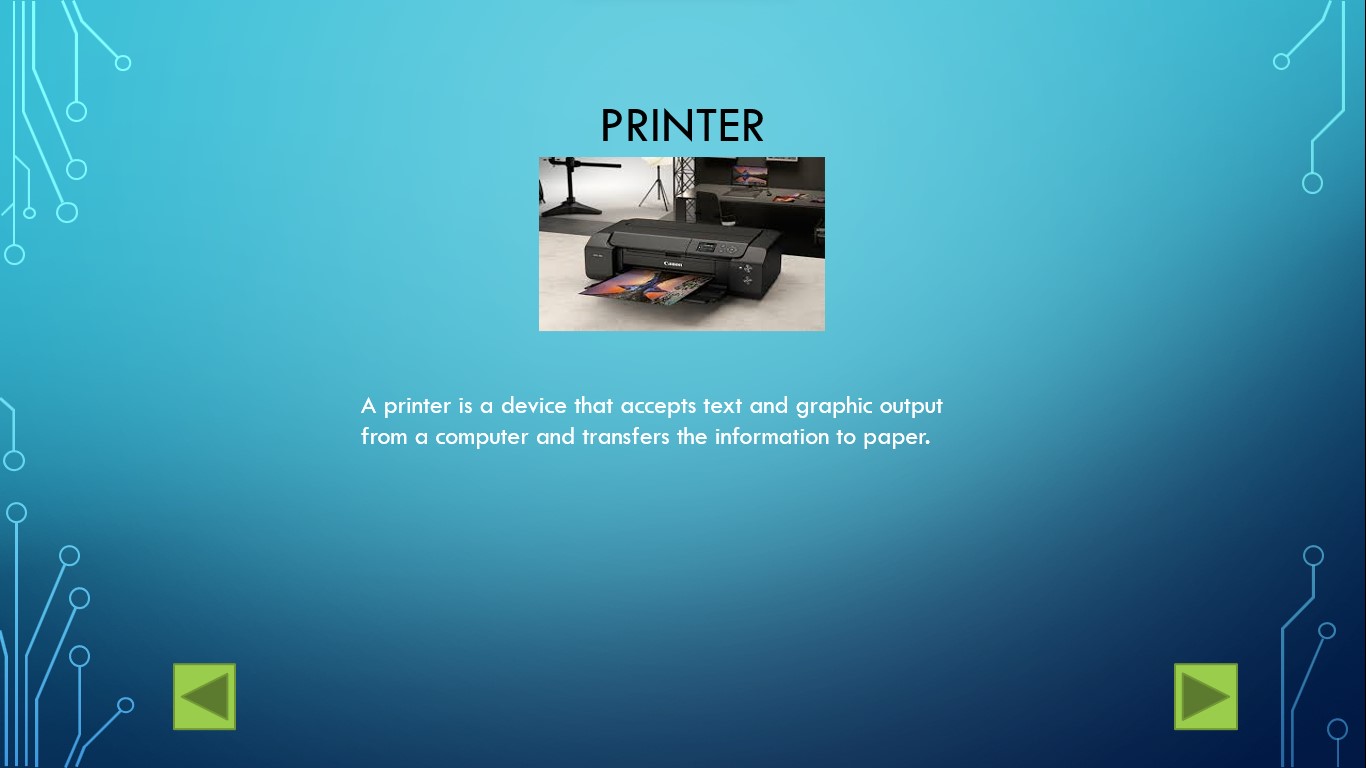 PRINTER
Canon
A printer is a device that accepts text and graphic output
from a computer and transfers the information to paper.